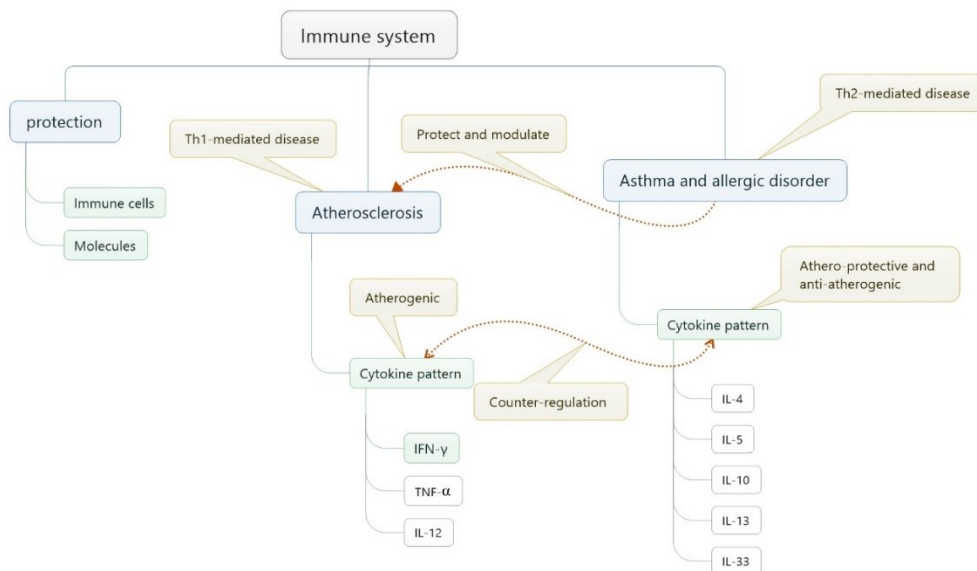 Immune system
Th2-mediated disease
protection
Th1-mediated disease
Protect and modulate
Asthma and allergic disorder
Immune cells
Atherosclerosis
Molecules
Athero-protective and
anti-atherogenic
Atherogenic
Cytokine pattern
Cytokine pattern
Counter-regulation
IL-4
IL-5
IFN-γ
IL-10
TNF-α
IL-13
IL-12
IL-33